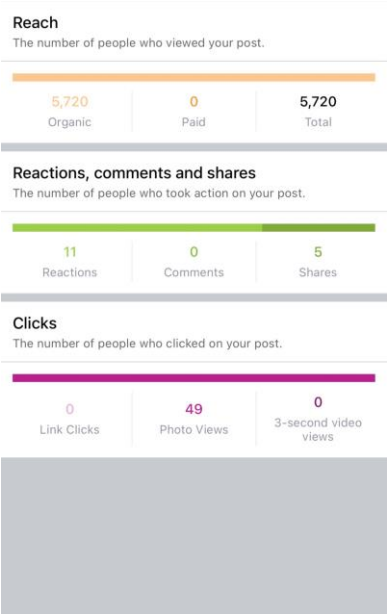 Reach
The number of people who viewed your post.
5,720 0 5,720
Organic Paid Total
Reactions, comments and shares
The number of people who took action on your post.
11 0 5
Reactions Comments Shares
Clicks
The number of people who clicked on your post.
0 49 0
Link Clicks Photo Views 3-second video
views